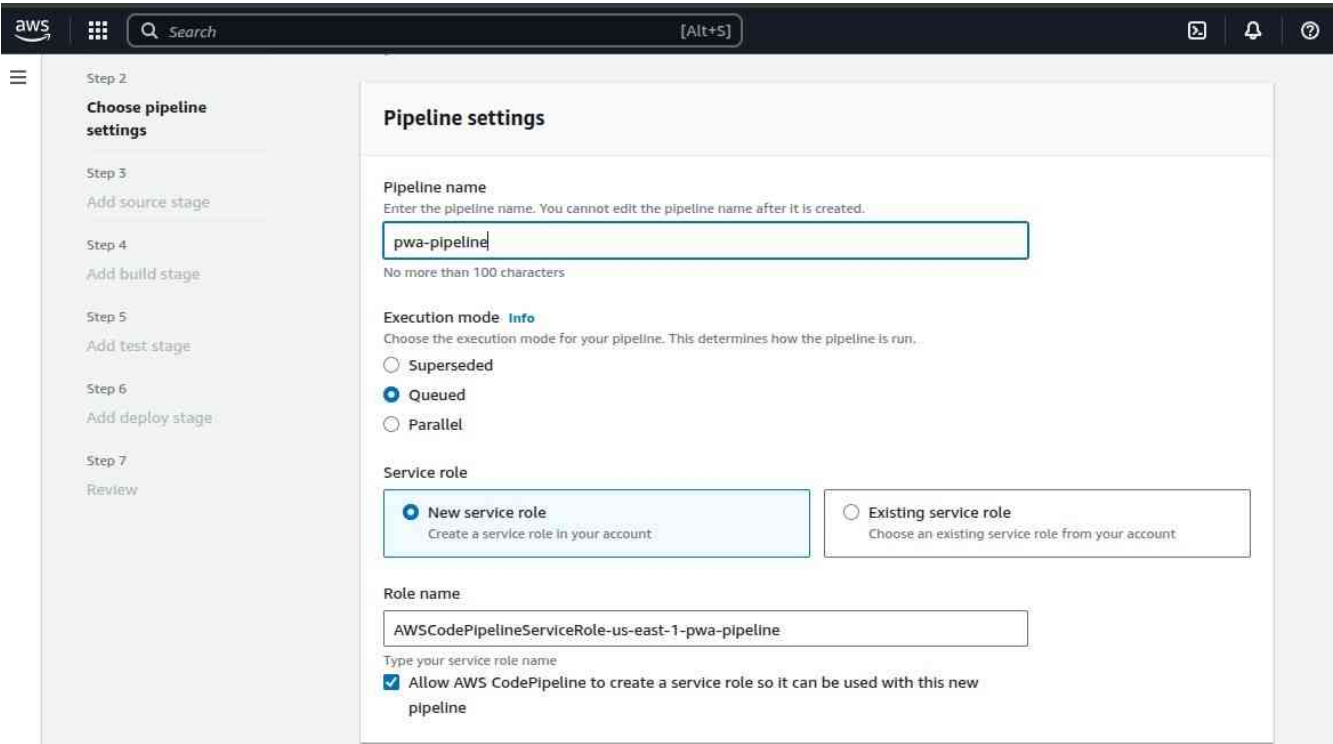 aws
Search
[Alt+S]
Step 2
Choose pipeline
settings
Step 3
Add source stage
Step 4
Add build stage
Step 5
Add test stage
Step 6
Add deploy stage
Step 7
Review
Pipeline settings
Pipeline name
Enter the pipeline name. You cannot edit the pipeline name after it is created.
pwa-pipeline
No more than 100 characters
Execution mode Info
Choose the execution mode for your pipeline. This determines how the pipeline is run.
Superseded
Queued
Parallel
Service role
New service role
Create a service role in your account
Existing service role
Choose an existing service role from your account
Role name
AWSCodePipelineServiceRole-us-east-1-pwa-pipeline
Type your service role name
Allow AWS CodePipeline to create a service role so it can be used with this new
pipeline